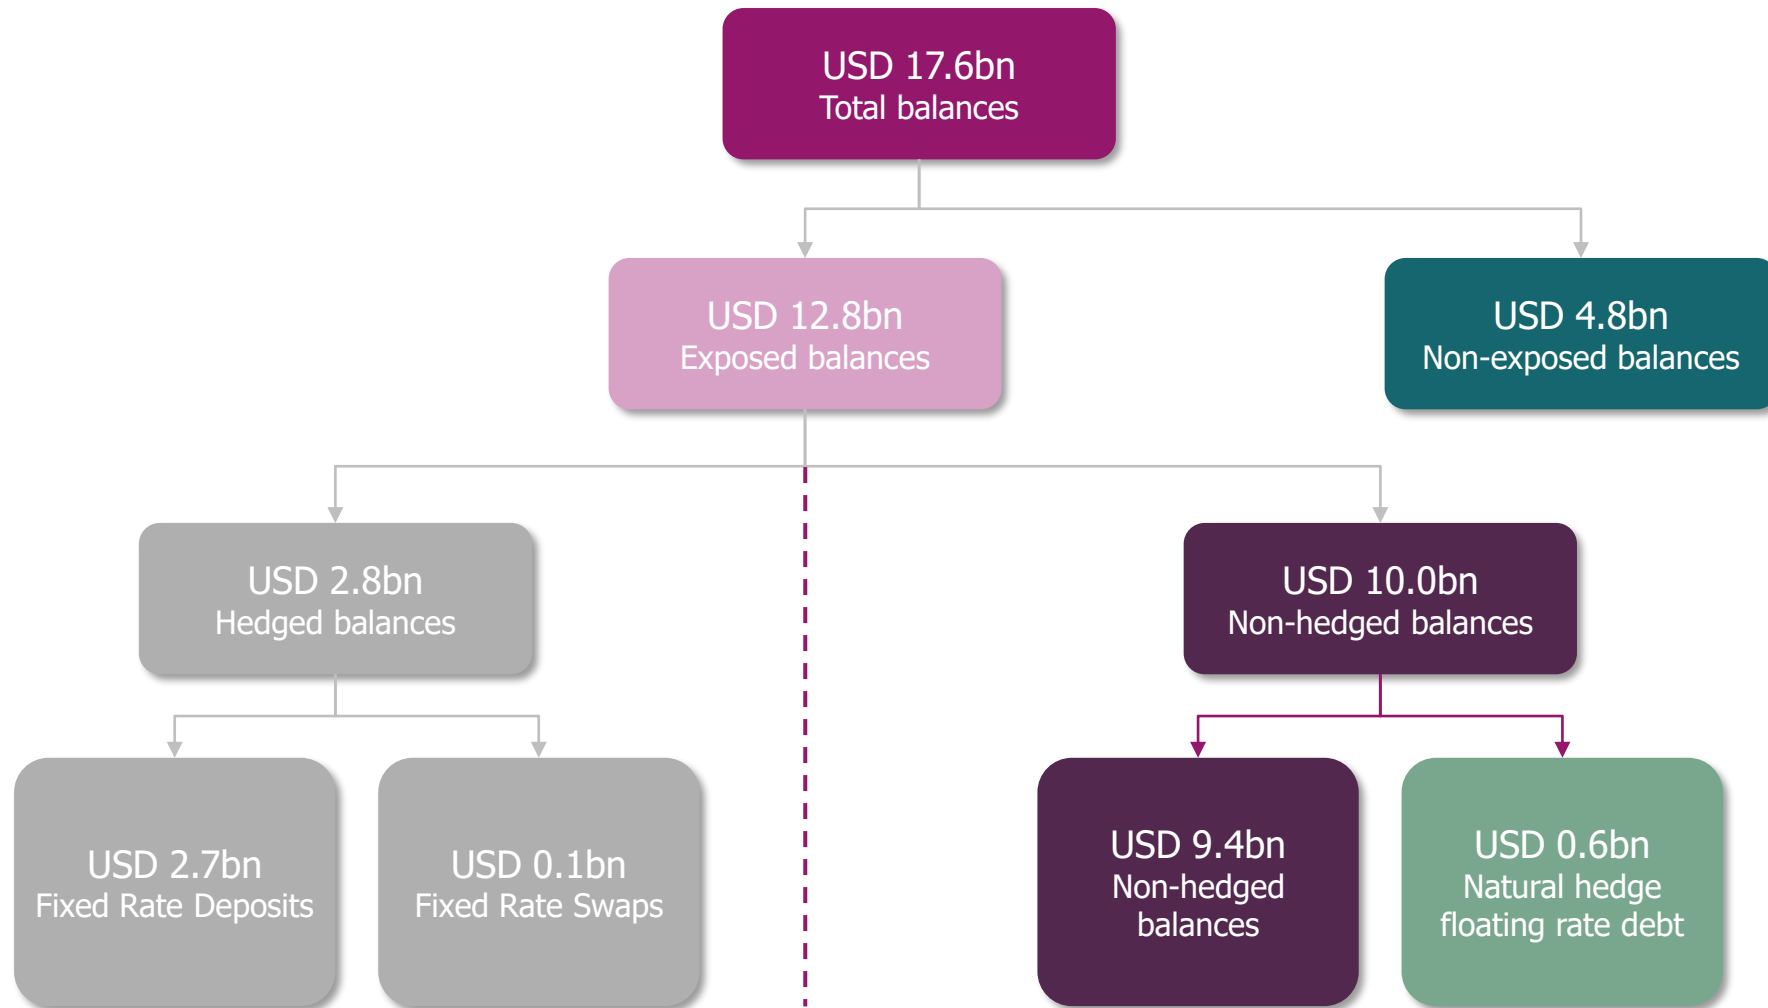 USD 17.6bn
Total balances
USD 12.8bn
Exposed balances
USD 4.8bn
Non-exposed balances
USD 2.8bn
Hedged balances
USD 10.0bn
Non-hedged balances
USD 2.7bn
Fixed Rate Deposits
USD 0.1bn
Fixed Rate Swaps
USD 9.4bn
Non-hedged
balances
USD 0.6bn
Natural hedge
floating rate debt